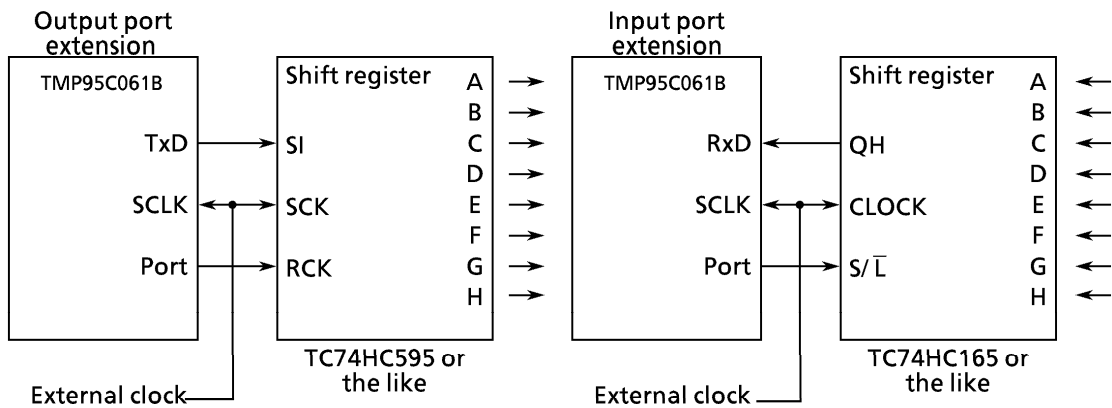 Output port
extension
TMP95C061B
TxD
SCLK
Port
Shift register
SI
SCK
RCK
A
B
C
D
E
F
G
H
TC74HC595 or
the like
External clock
Input port
extension
TMP95C061B
RxD
SCLK
Port
Shift register
QH
CLOCK
S/L̅
A
B
C
D
E
F
G
H
TC74HC165 or
the like
External clock